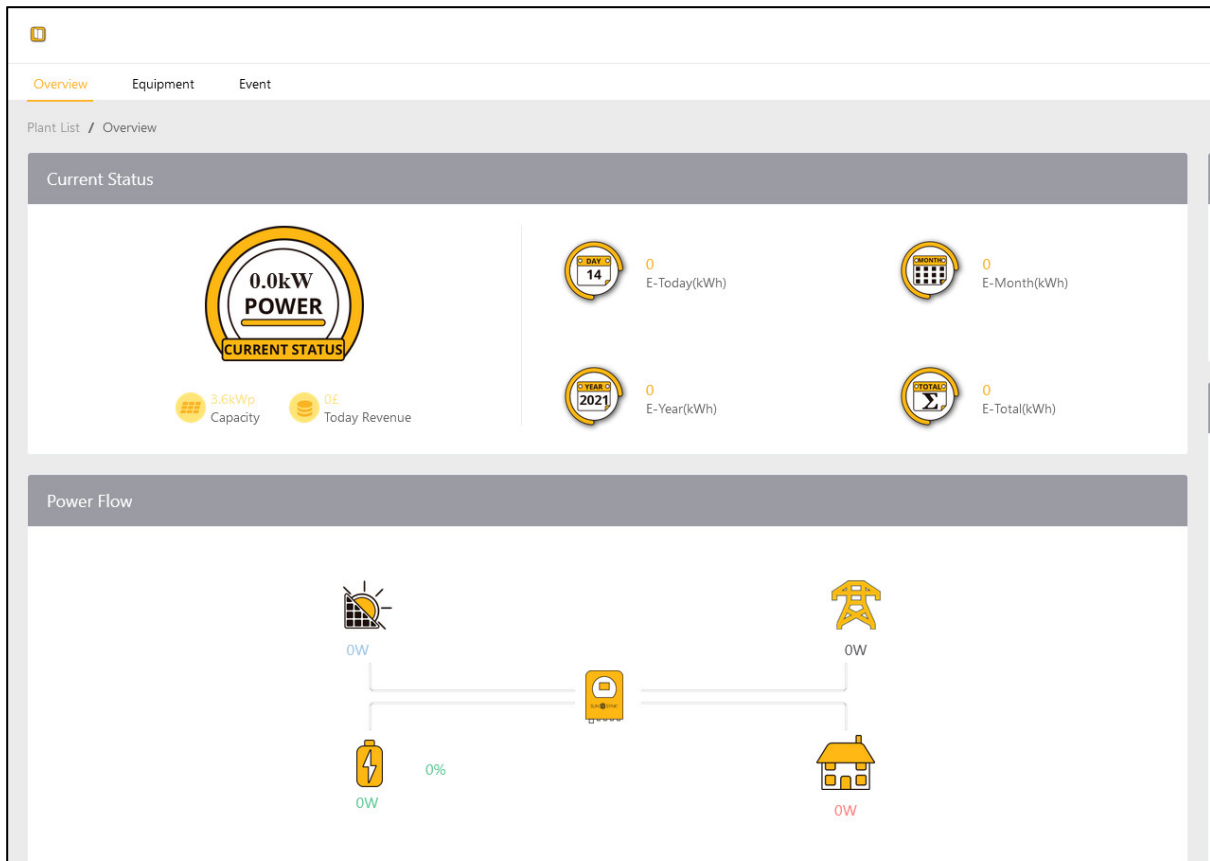 Overview Equipment Event
Plant List / Overview
Current Status
0.0kW
POWER
CURRENT STATUS
3.6kWp
Capacity
0£
Today Revenue
DAY
14
0
E-Today(kWh)
MONTH
0
E-Month(kWh)
YEAR
2021
0
E-Year(kWh)
TOTAL
Σ
0
E-Total(kWh)
Power Flow
0W
0W
SUN SYNK
0%
0W
0W